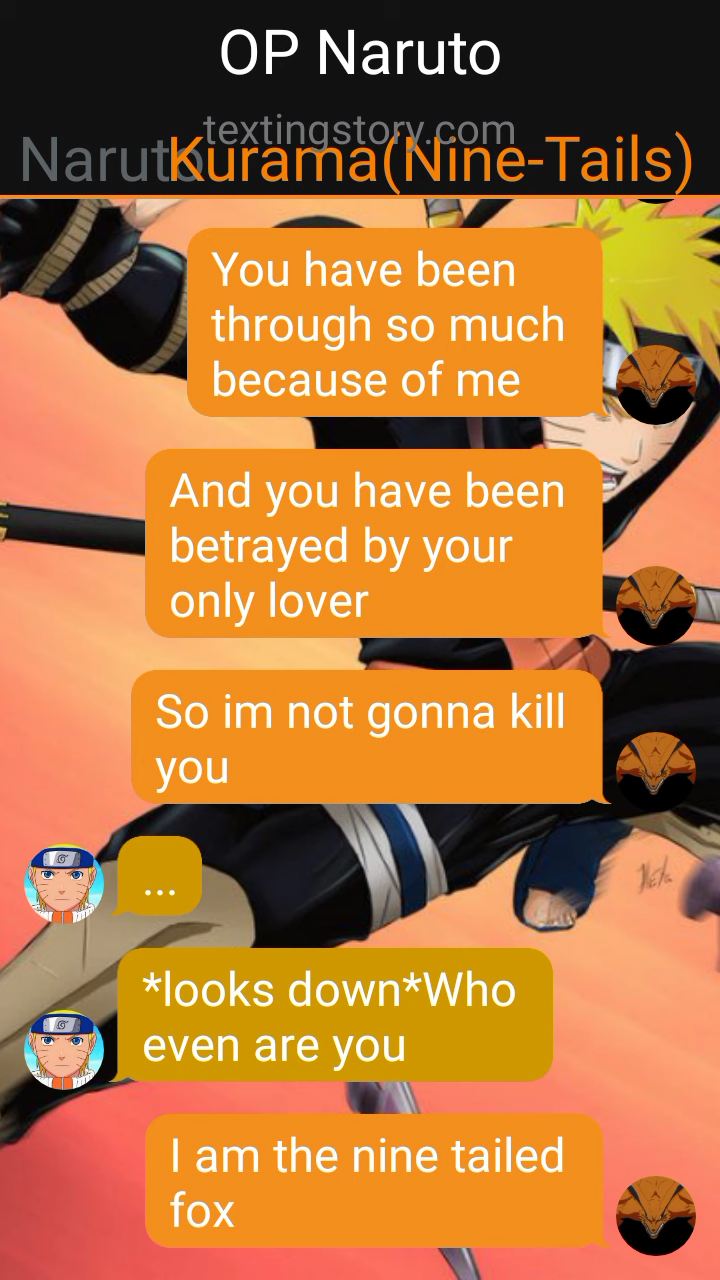 OP Naruto
textingstory.com
Naruto
Kurama(Nine-Tails)
You have been
through so much
because of me
And you have been
betrayed by your
only lover
So im not gonna kill
you
...
*looks down*Who
even are you
I am the nine tailed
fox